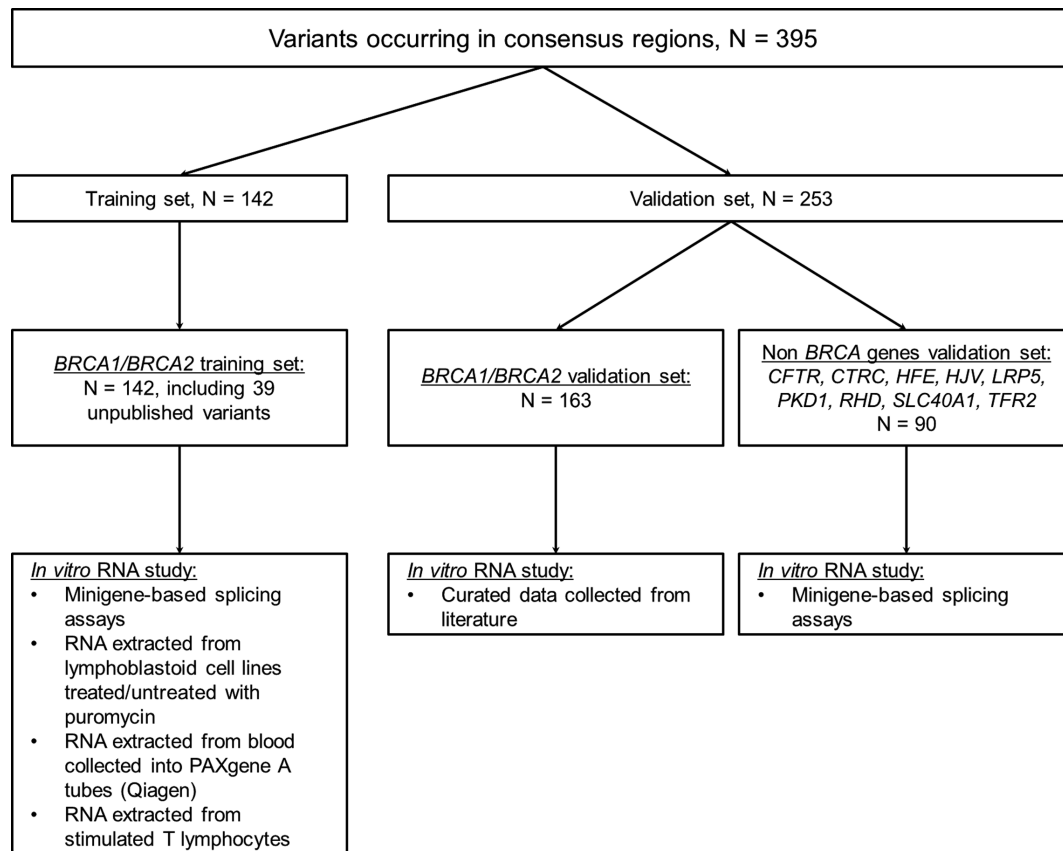 Variants occurring in consensus regions, N = 395
Training set, N = 142
Validation set, N = 253
BRCA1/BRCA2 training set:
N = 142, including 39
unpublished variants
BRCA1/BRCA2 validation set:
N = 163
Non BRCA genes validation set:
CFTR, CTRC, HFE, HJV, LRP5,
PKD1, RHD, SLC40A1, TFR2
N = 90
In vitro RNA study:
• Minigene-based splicing
assays
• RNA extracted from
lymphoblastoid cell lines
treated/untreated with
puromycin
• RNA extracted from blood
collected into PAXgene A
tubes (Qiagen)
• RNA extracted from
stimulated T lymphocytes
In vitro RNA study:
• Curated data collected from
literature
In vitro RNA study:
• Minigene-based splicing
assays